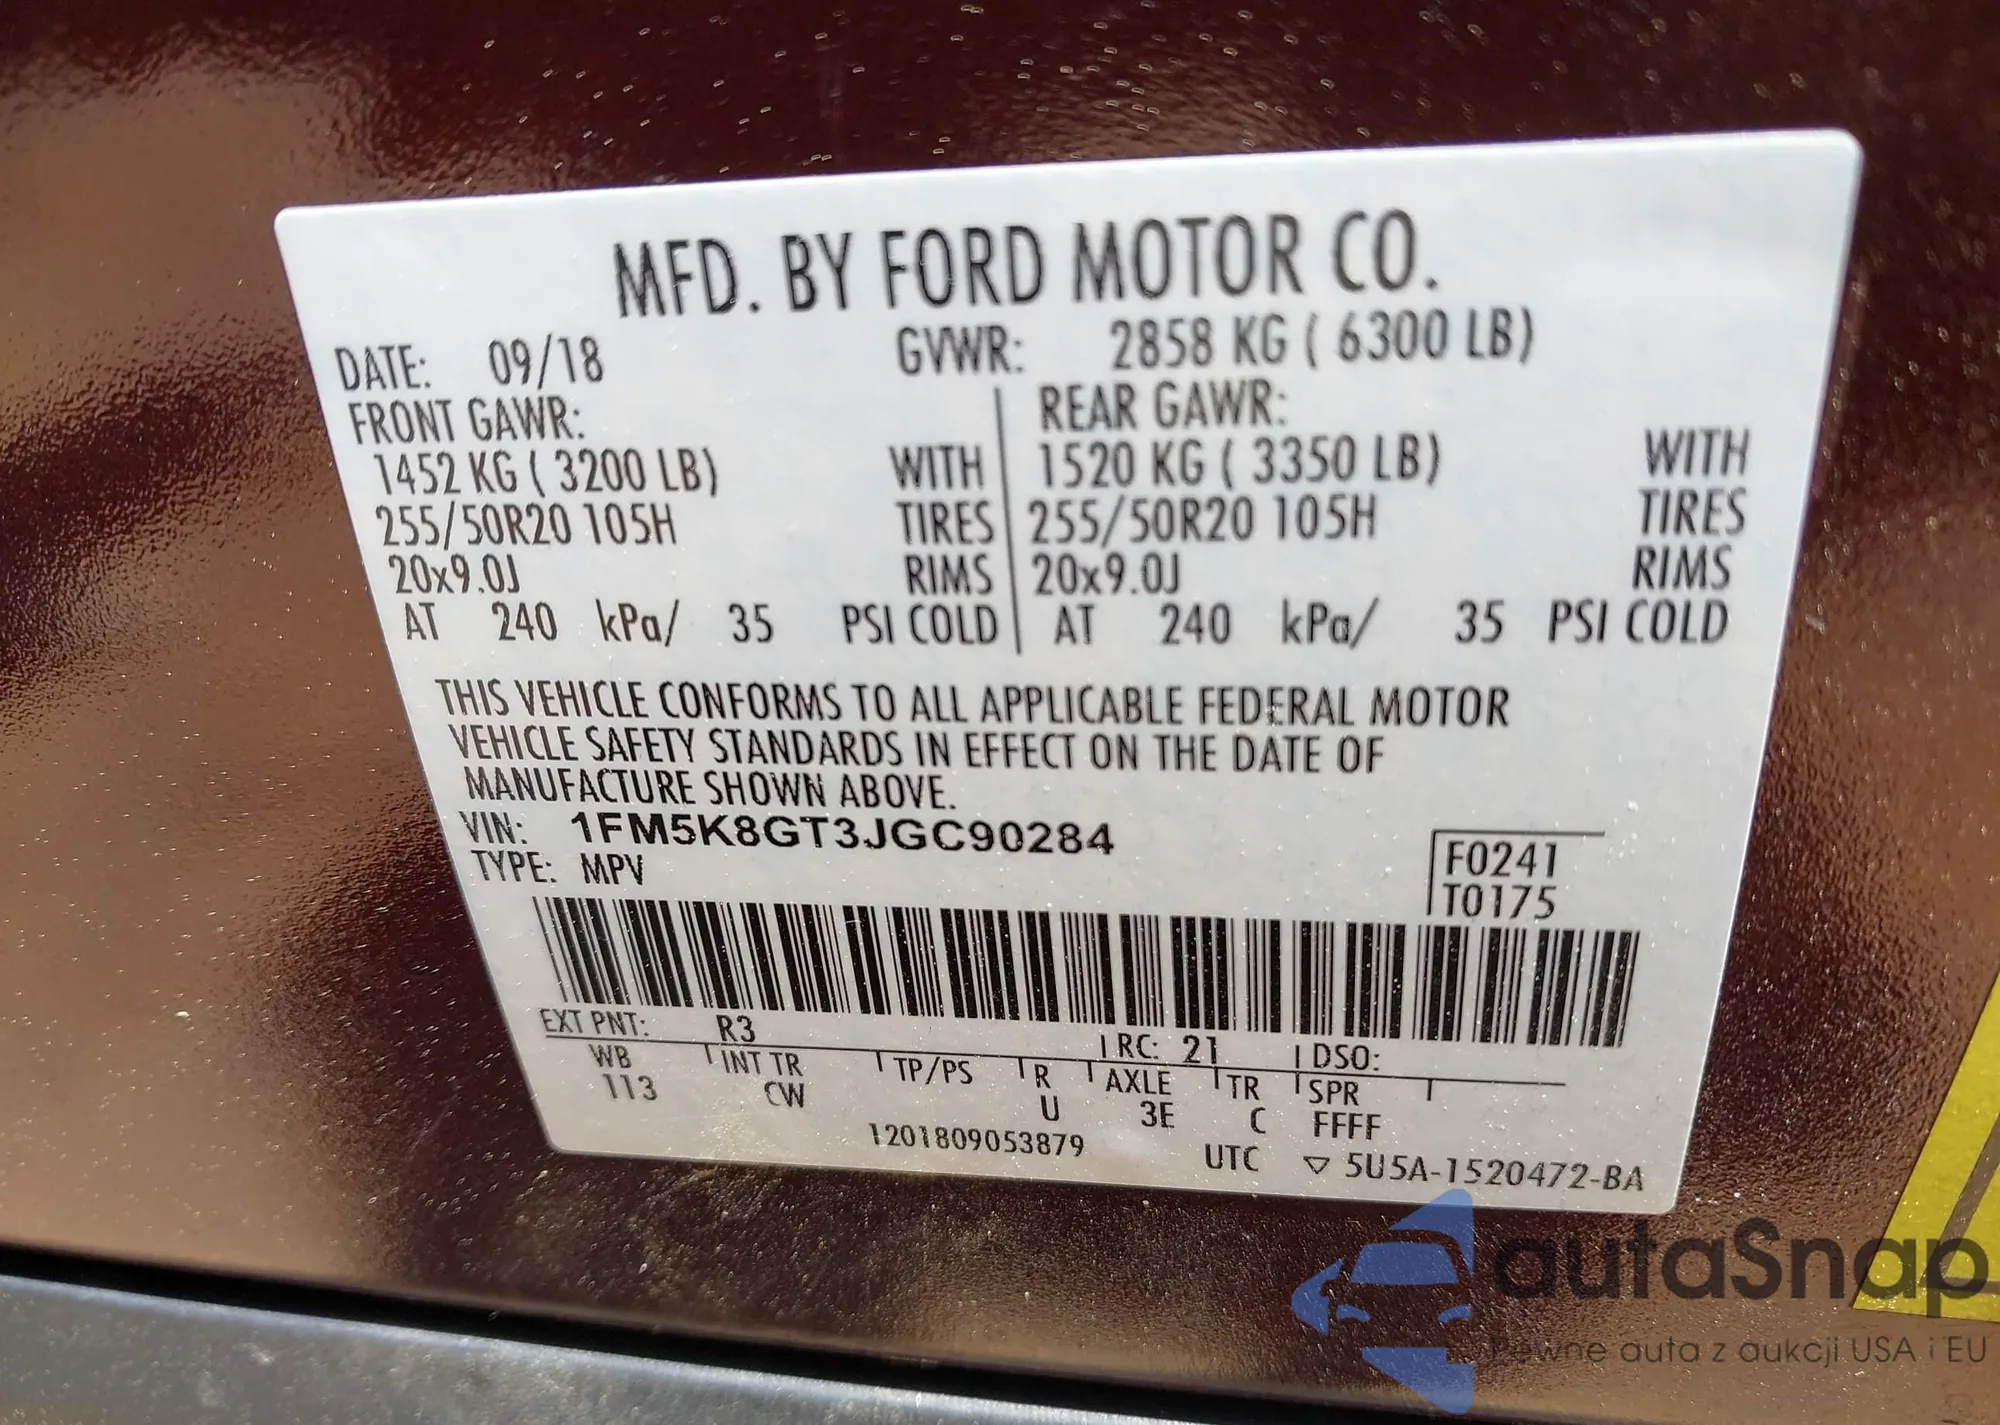 MFD. BY FORD MOTOR CO.
DATE: 09/18 GVWR: 2858 KG ( 6300 LB)
FRONT GAWR: REAR GAWR:
1452 KG ( 3200 LB) WITH 1520 KG ( 3350 LB) WITH
255/50R20 105H TIRES 255/50R20 105H TIRES
20x9.0J RIMS 20x9.0J RIMS
AT 240 kPa/ 35 PSI COLD AT 240 kPa/ 35 PSI COLD
THIS VEHICLE CONFORMS TO ALL APPLICABLE FEDERAL MOTOR
VEHICLE SAFETY STANDARDS IN EFFECT ON THE DATE OF
MANUFACTURE SHOWN ABOVE.
VIN: 1FM5K8GT3JGC90284
TYPE: MPV
F0241
T0175
EXT PNT: R3 RC: 21 DSO:
WB INT TR TP/PS R AXLE TR SPR
113 CW U 3E C FFFF
1201809053879 UTC ▽ 5U5A-1520472-BA
autaSnap
Pewne auta z aukcji USA i EU